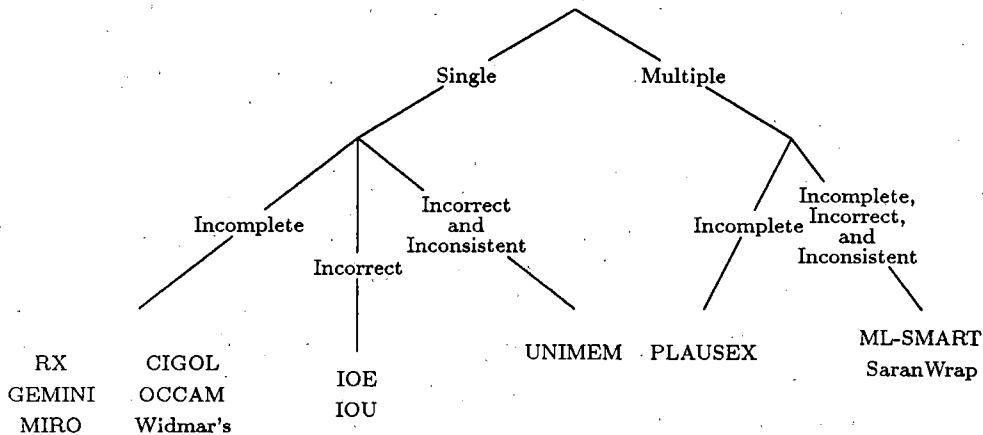 Single
Multiple
Incomplete
Incorrect
Incorrect
and
Inconsistent
Incomplete
Incomplete,
Incorrect,
and
Inconsistent
RX
GEMINI
MIRO
CIGOL
OCCAM
Widmar's
IOE
IOU
UNIMEM
PLAUSEX
ML-SMART
SaranWrap